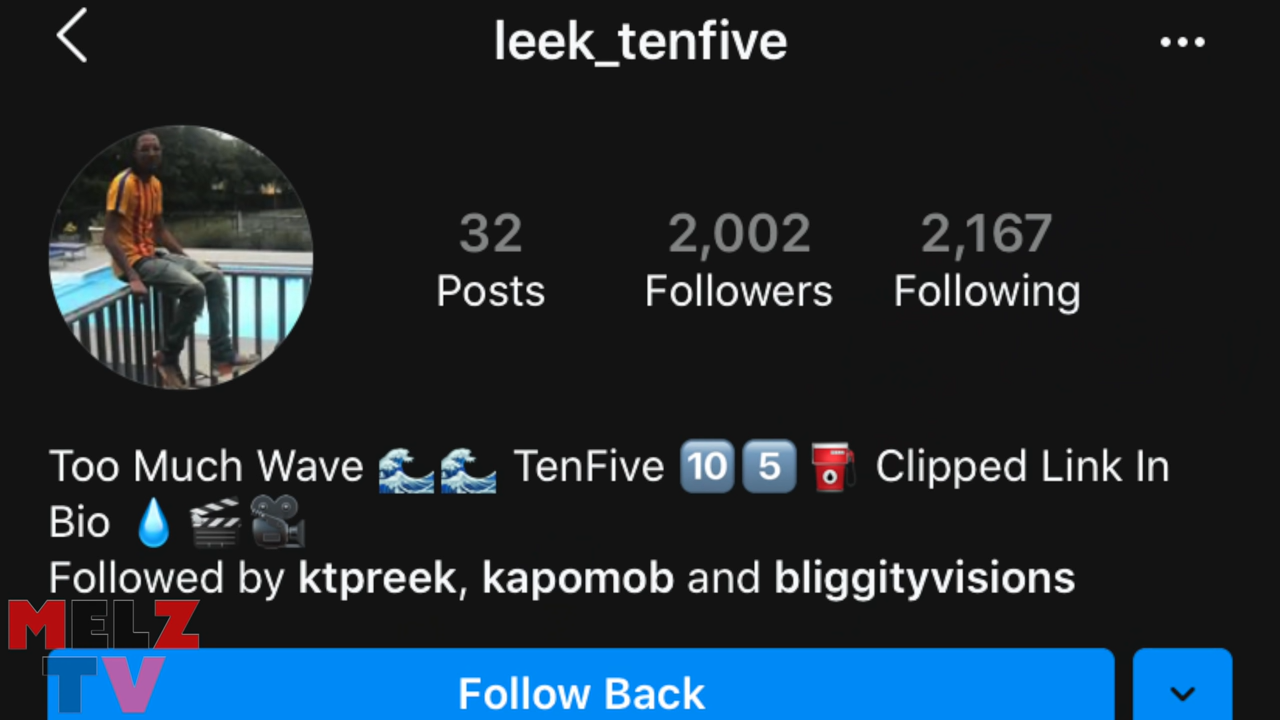 leek_tenfive
32 2,002 2,167
Posts Followers Following
Too Much Wave 🌊🌊 TenFive 🔟5️⃣⛽ Clipped Link In
Bio 💧🎬🎥
Followed by ktpreek, kapomob and bliggityvisions
MELZ
TV
Follow Back